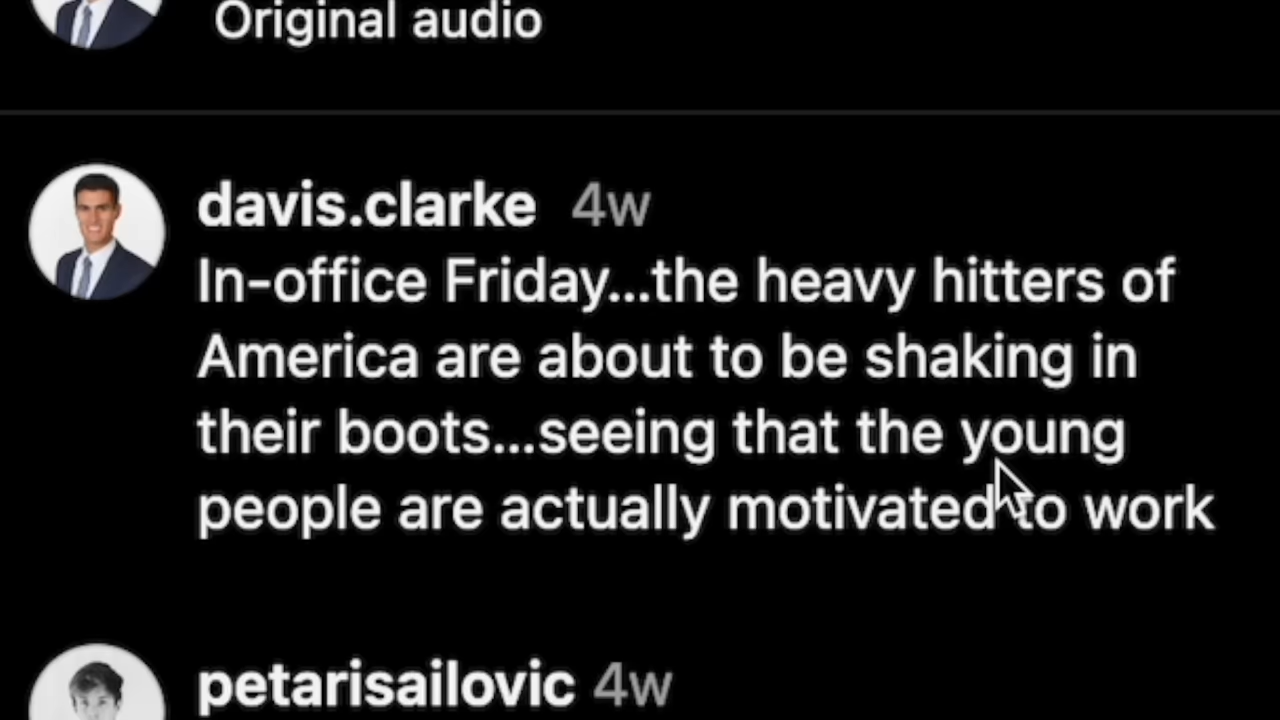 Original audio
davis.clarke 4w
In-office Friday...the heavy hitters of
America are about to be shaking in
their boots...seeing that the young
people are actually motivated to work
petarisailovic 4w